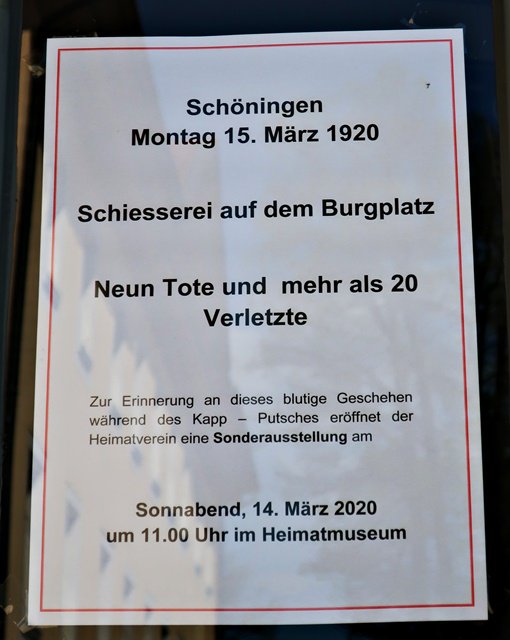 Schöningen
Montag 15. März 1920
Schiesserei auf dem Burgplatz
Neun Tote und mehr als 20
Verletzte
Zur Erinnerung an dieses blutige Geschehen
während des Kapp – Putsches eröffnet der
Heimatverein eine Sonderausstellung am
Sonnabend, 14. März 2020
um 11.00 Uhr im Heimatmuseum